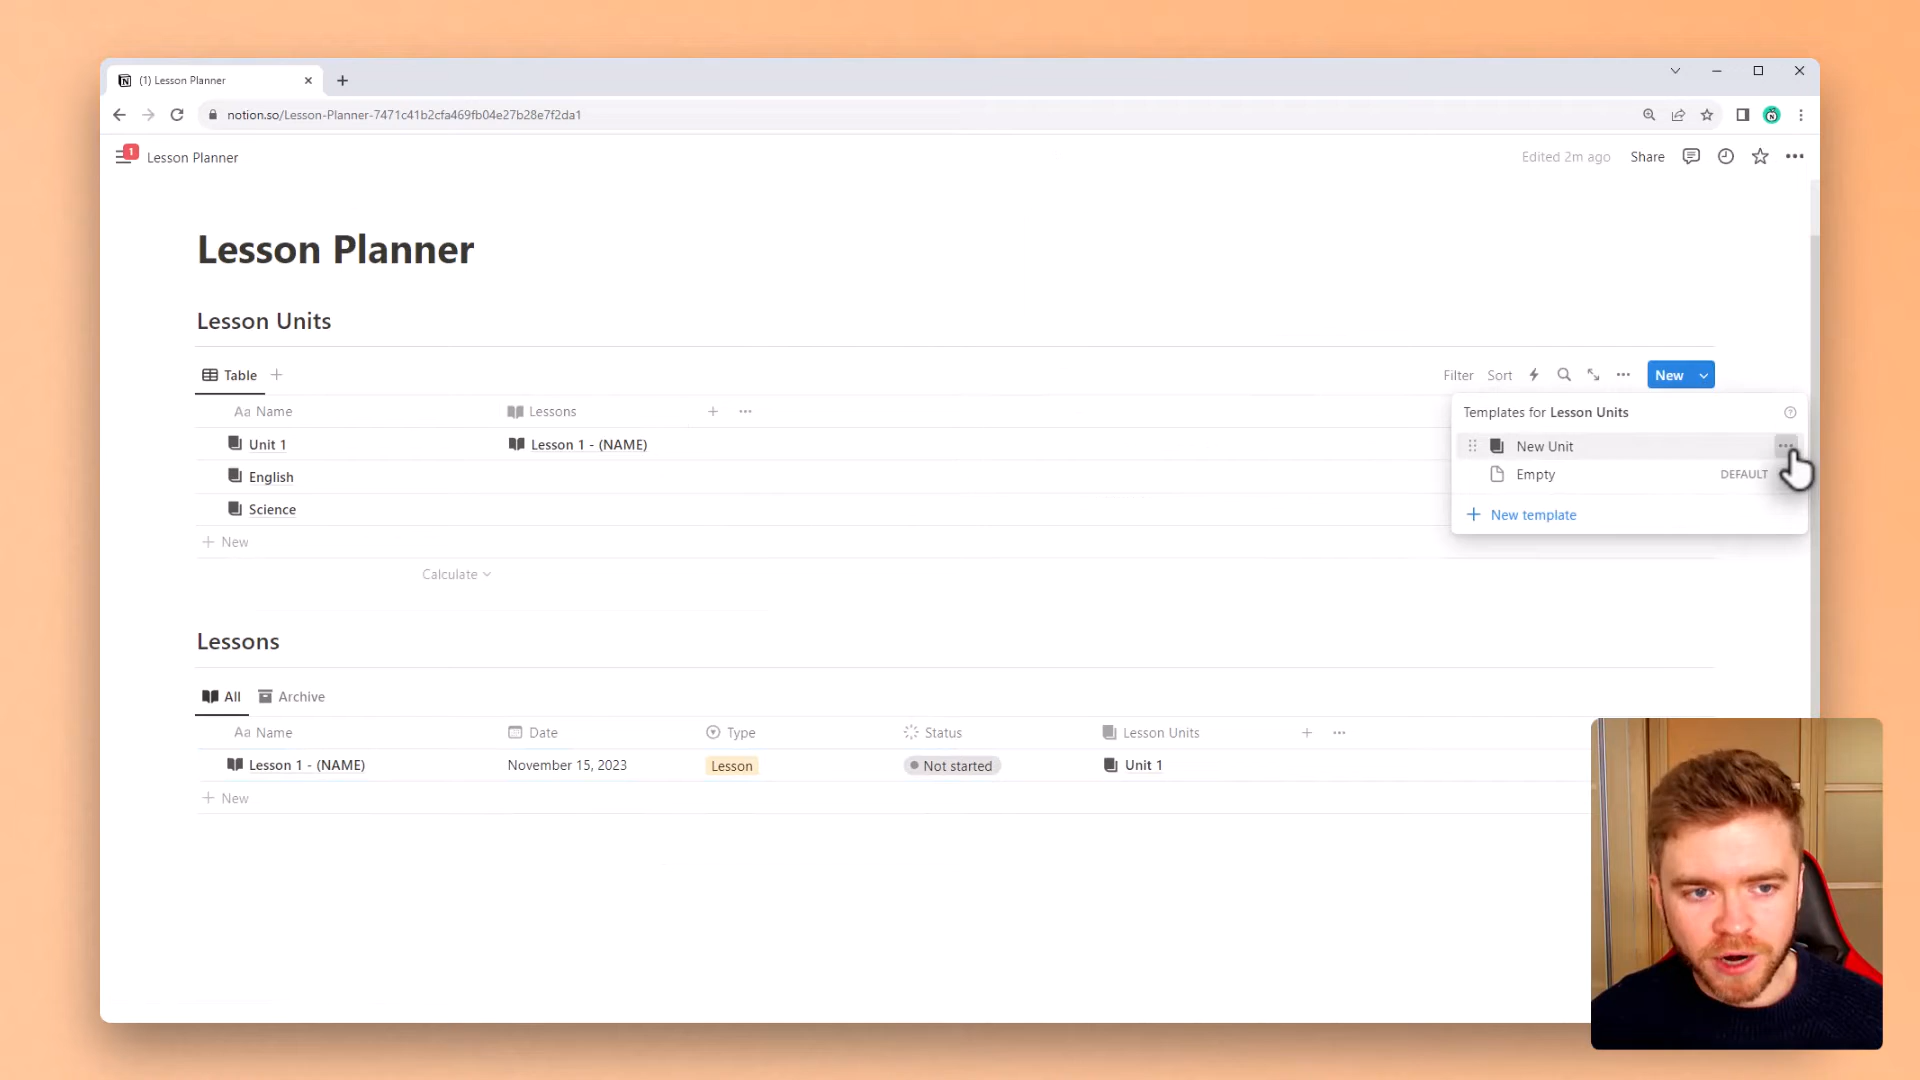 (1) Lesson Planner
notion.so/Lesson-Planner-7471c41b2cfa469fb04e27b28e7f2da1
1 Lesson Planner Edited 2m ago Share
Lesson Planner
Lesson Units
Table Filter Sort New
Aa Name Lessons
Templates for Lesson Units
Unit 1 Lesson 1 - (NAME)
New Unit
English
Empty DEFAULT
Science
New template
New
Calculate
Lessons
All Archive
Aa Name Date Type Status Lesson Units
Lesson 1 - (NAME) November 15, 2023 Lesson Not started Unit 1
New